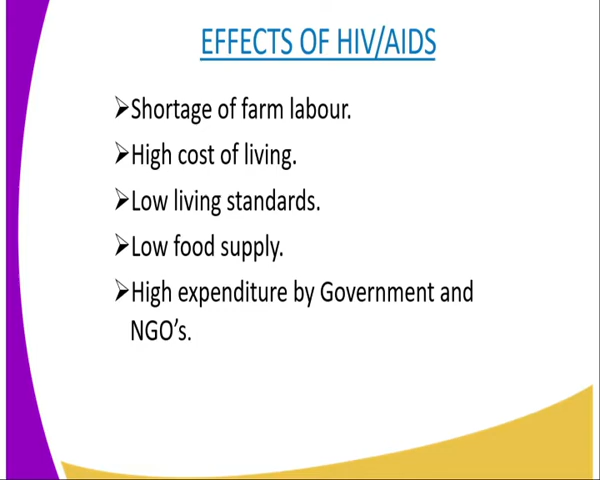 EFFECTS OF HIV/AIDS
➢Shortage of farm labour.
➢High cost of living.
➢Low living standards.
➢Low food supply.
➢High expenditure by Government and
NGO’s.